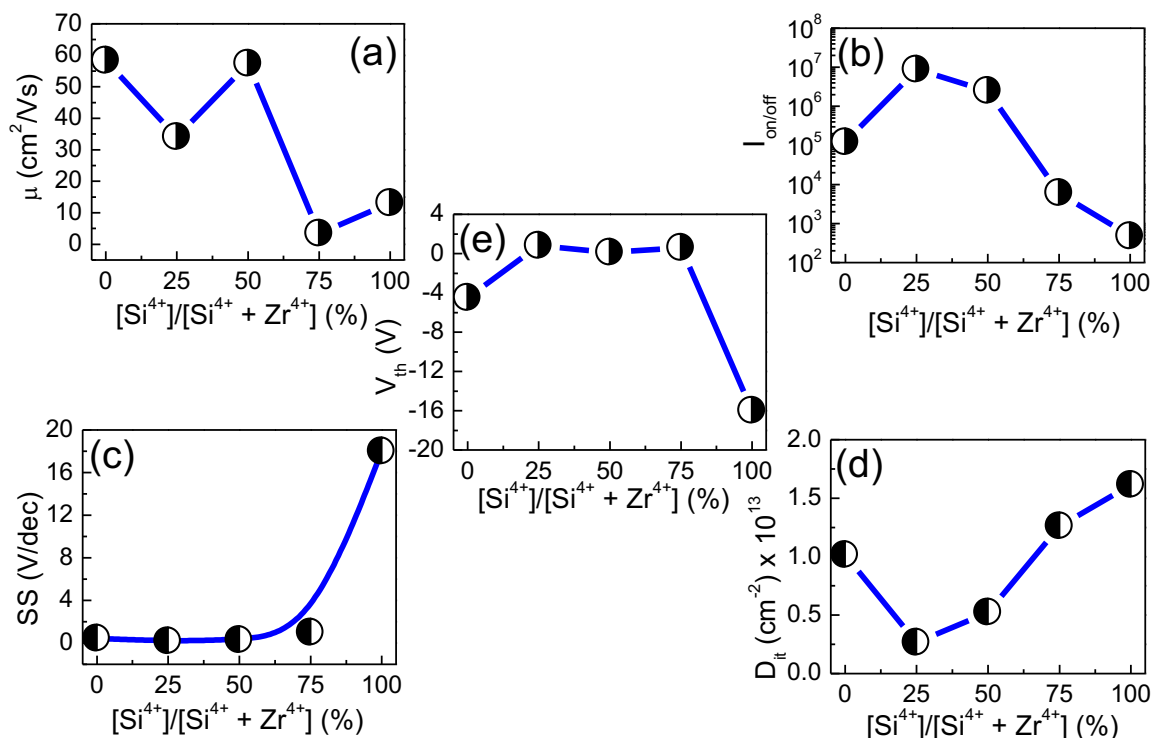 (a)
70
60
50
40
30
20
10
0
μ (cm²/Vs)
0 25 50 75 100
[Si⁴⁺]/[Si⁴⁺ + Zr⁴⁺] (%)
(b)
10⁸
10⁷
10⁶
10⁵
10⁴
10³
10²
I_on/off
0 25 50 75 100
[Si⁴⁺]/[Si⁴⁺ + Zr⁴⁺] (%)
(e)
4
0
-4
-8
-12
-16
-20
V_th (V)
0 25 50 75 100
[Si⁴⁺]/[Si⁴⁺ + Zr⁴⁺] (%)
(c)
20
16
12
8
4
0
SS (V/dec)
0 25 50 75 100
[Si⁴⁺]/[Si⁴⁺ + Zr⁴⁺] (%)
(d)
2.0
1.5
1.0
0.5
0.0
D_it (cm⁻²) x 10¹³
0 25 50 75 100
[Si⁴⁺]/[Si⁴⁺ + Zr⁴⁺] (%)